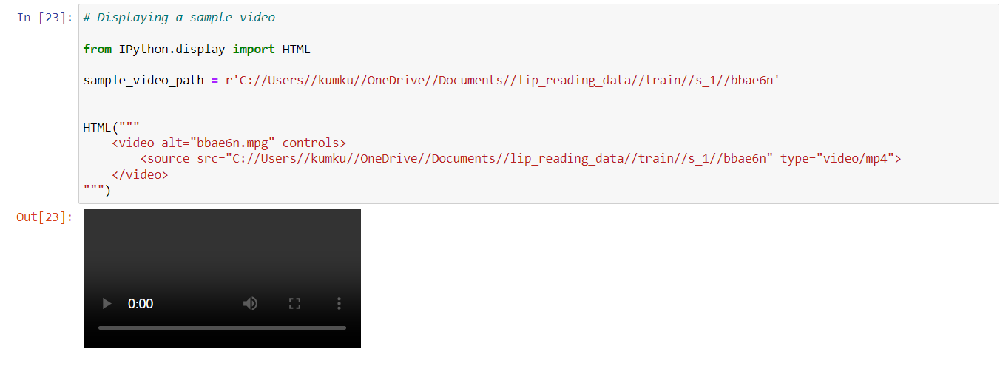 In [23]: # Displaying a sample video
from IPython.display import HTML
sample_video_path = r'C://Users//kumku//OneDrive//Documents//lip_reading_data//train//s_1//bbae6n'
HTML("""
<video alt="bbae6n.mpg" controls>
<source src="C://Users//kumku//OneDrive//Documents//lip_reading_data//train//s_1//bbae6n" type="video/mp4">
</video>
""")
Out[23]:
0:00